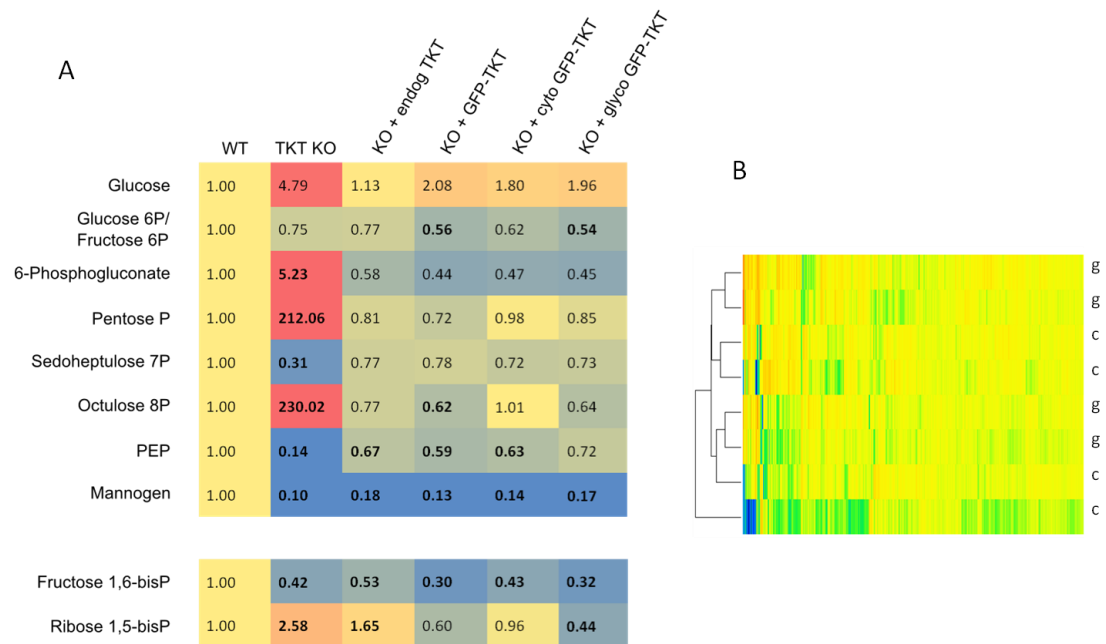 A
WT TKT KO KO + endog TKT KO + GFP-TKT KO + cyto GFP-TKT KO + glyco GFP-TKT
Glucose 1.00 4.79 1.13 2.08 1.80 1.96
Glucose 6P/
Fructose 6P 1.00 0.75 0.77 0.56 0.62 0.54
6-Phosphogluconate 1.00 5.23 0.58 0.44 0.47 0.45
Pentose P 1.00 212.06 0.81 0.72 0.98 0.85
Sedoheptulose 7P 1.00 0.31 0.77 0.78 0.72 0.73
Octulose 8P 1.00 230.02 0.77 0.62 1.01 0.64
PEP 1.00 0.14 0.67 0.59 0.63 0.72
Mannogen 1.00 0.10 0.18 0.13 0.14 0.17
Fructose 1,6-bisP 1.00 0.42 0.53 0.30 0.43 0.32
Ribose 1,5-bisP 1.00 2.58 1.65 0.60 0.96 0.44
B
g
g
c
c
g
g
c
c